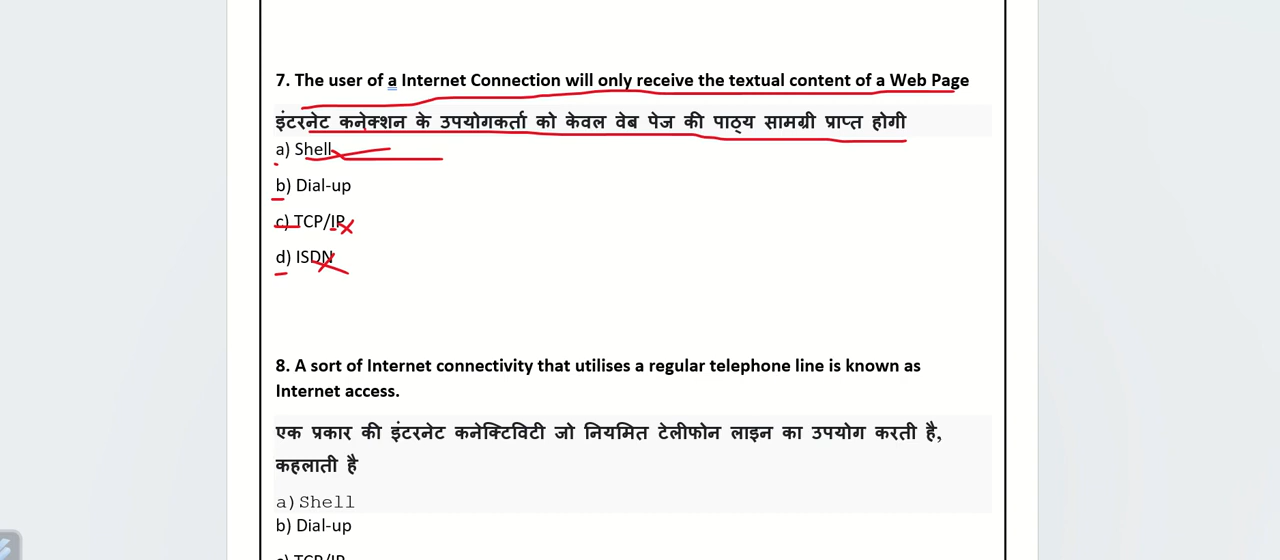 7. The user of a Internet Connection will only receive the textual content of a Web Page
इंटरनेट कनेक्शन के उपयोगकर्ता को केवल वेब पेज की पाठ्य सामग्री प्राप्त होगी
a) Shell
b) Dial-up
c) TCP/IP
d) ISDN
8. A sort of Internet connectivity that utilises a regular telephone line is known as
Internet access.
एक प्रकार की इंटरनेट कनेक्टिविटी जो नियमित टेलीफोन लाइन का उपयोग करती है,
कहलाती है
a) Shell
b) Dial-up
c) TCP/IP